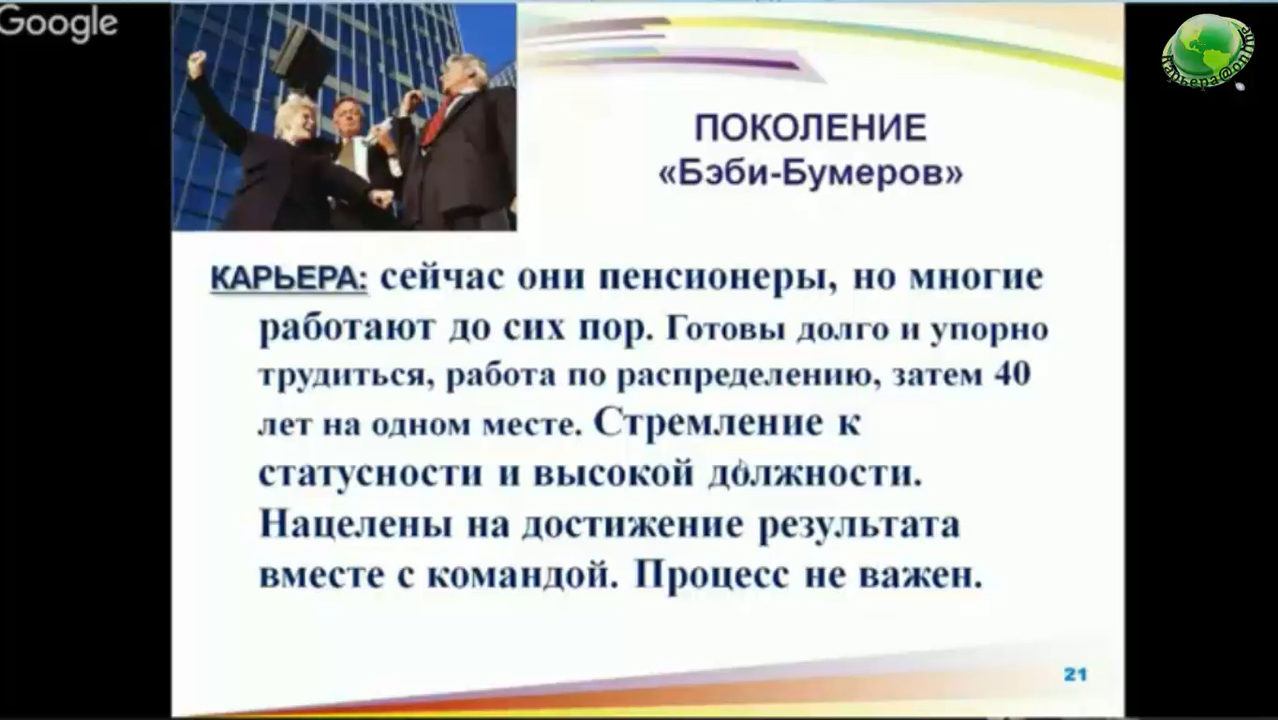 Google
Карьера@online
ПОКОЛЕНИЕ
«Бэби-Бумеров»
КАРЬЕРА: сейчас они пенсионеры, но многие
работают до сих пор. Готовы долго и упорно
трудиться, работа по распределению, затем 40
лет на одном месте. Стремление к
статусности и высокой должности.
Нацелены на достижение результата
вместе с командой. Процесс не важен.
21